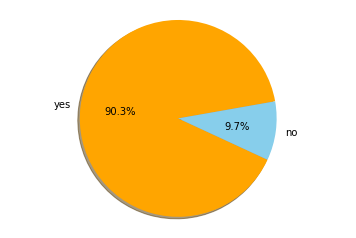 yes
90.3%
9.7%
no